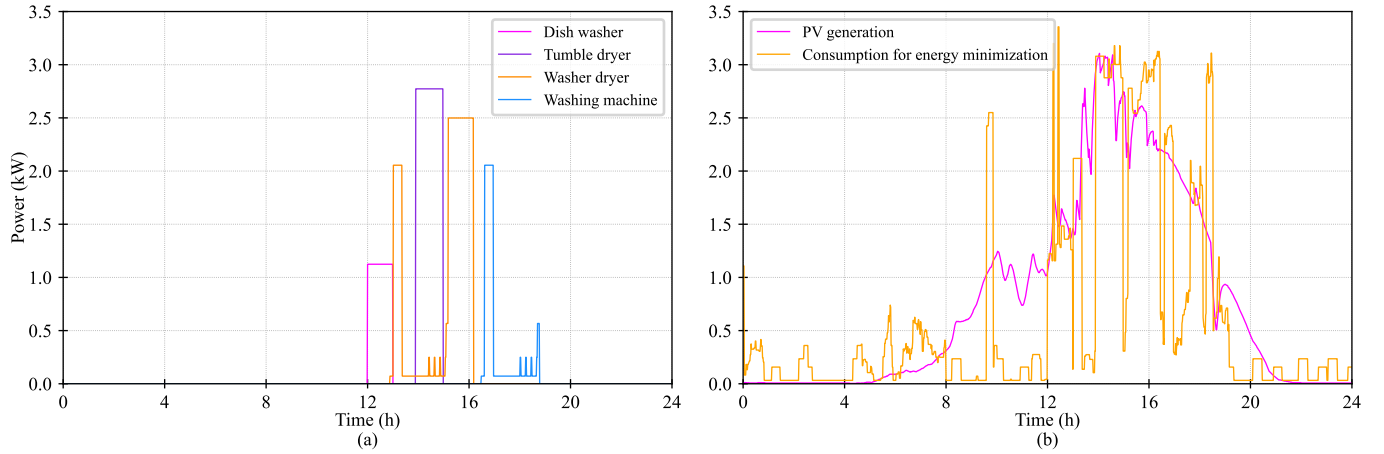 3.5
3.0
2.5
2.0
1.5
1.0
0.5
0.0
Power (kW)
Dish washer
Tumble dryer
Washer dryer
Washing machine
0 4 8 12 16 20 24
Time (h)
(a)
3.5
3.0
2.5
2.0
1.5
1.0
0.5
0.0
PV generation
Consumption for energy minimization
0 4 8 12 16 20 24
Time (h)
(b)